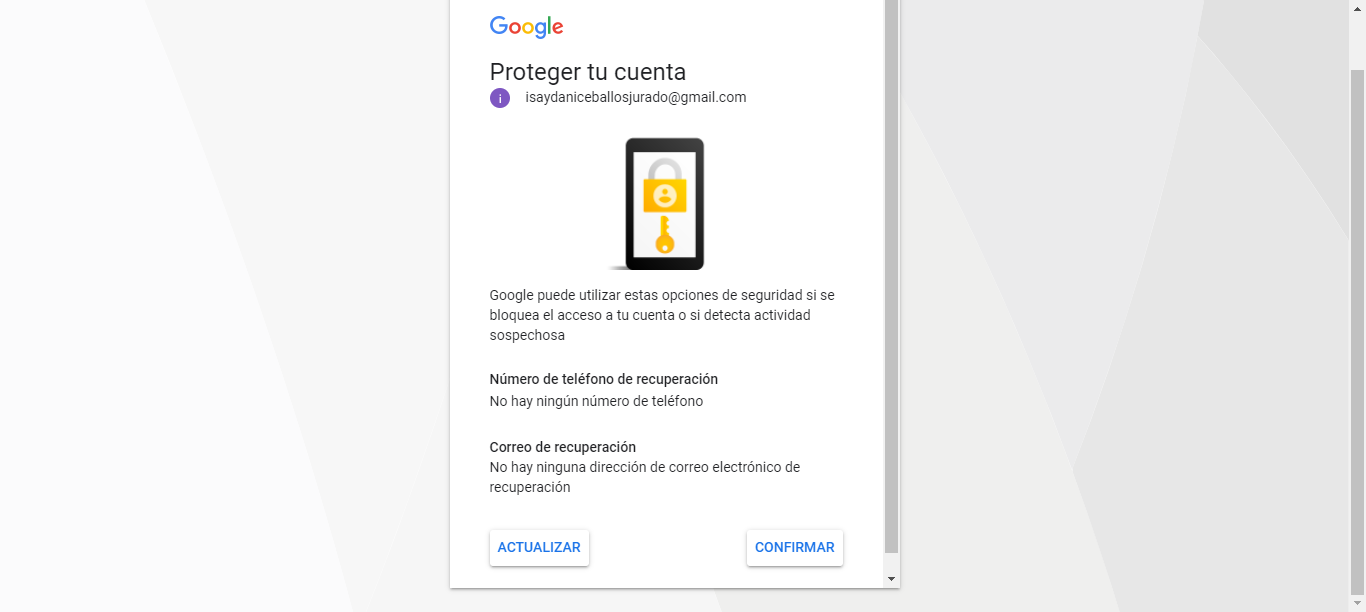 Google
Proteger tu cuenta
i
isaydaniceballosjurado@gmail.com
Google puede utilizar estas opciones de seguridad si se
bloquea el acceso a tu cuenta o si detecta actividad
sospechosa
Número de teléfono de recuperación
No hay ningún número de teléfono
Correo de recuperación
No hay ninguna dirección de correo electrónico de
recuperación
ACTUALIZAR
CONFIRMAR